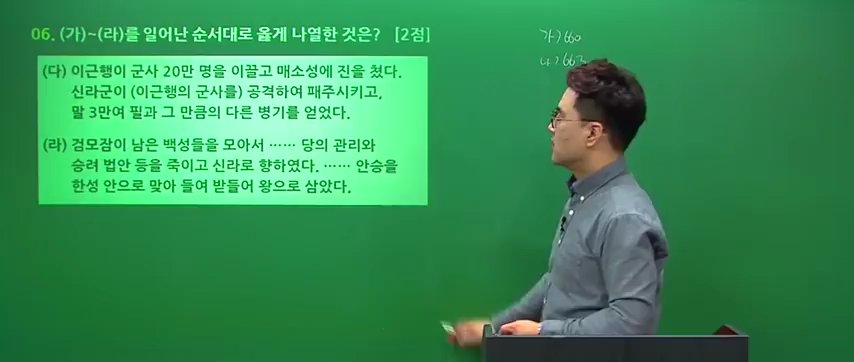 06. (가)~(라)를 일어난 순서대로 옳게 나열한 것은? [2점]
가) 660
나) 663
(다) 이근행이 군사 20만 명을 이끌고 매소성에 진을 쳤다.
신라군이 (이근행의 군사를) 공격하여 패주시키고,
말 3만여 필과 그 만큼의 다른 병기를 얻었다.
(라) 검모잠이 남은 백성들을 모아서 …… 당의 관리와
승려 법안 등을 죽이고 신라로 향하였다. …… 안승을
한성 안으로 맞아 들여 받들어 왕으로 삼았다.